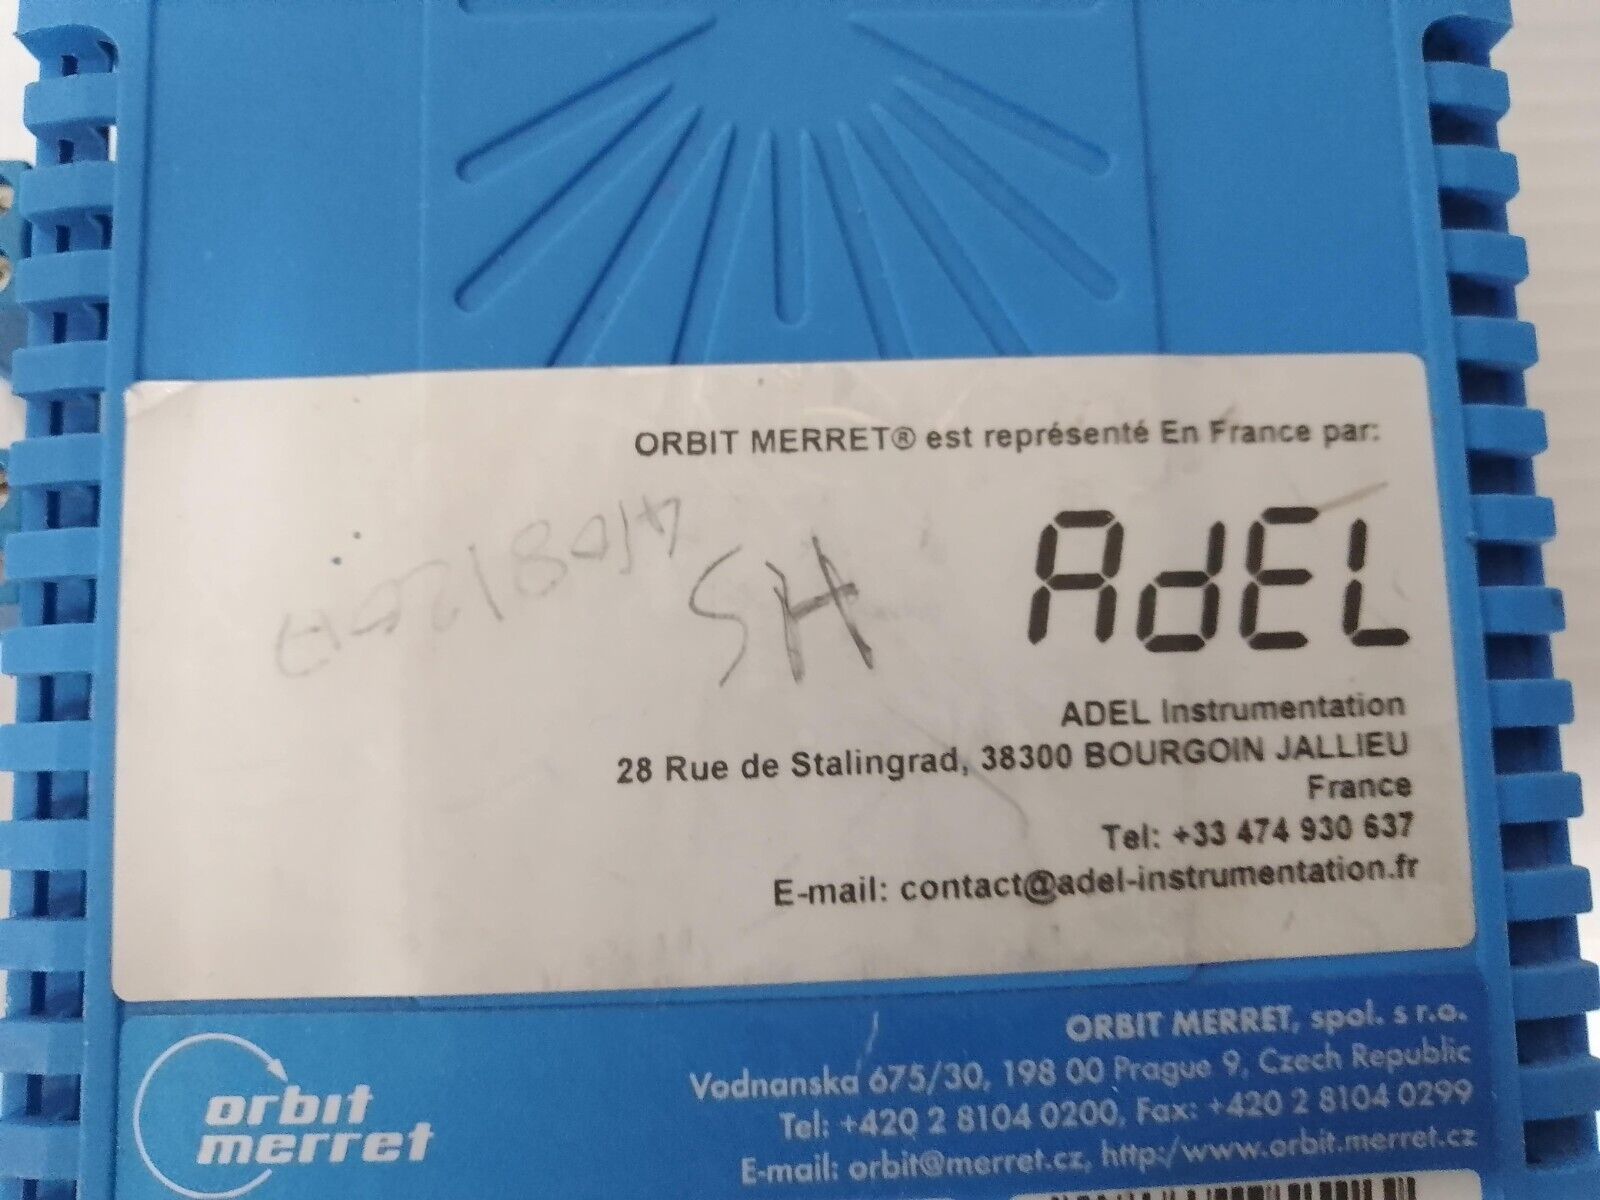 ORBIT MERRET® est représenté En France par:
SH
AdEL
ADEL Instrumentation
28 Rue de Stalingrad, 38300 BOURGOIN JALLIEU
France
Tel: +33 474 930 637
E-mail: contact@adel-instrumentation.fr
orbit
merret
ORBIT MERRET, spol. s r.o.
Vodnanska 675/30, 198 00 Prague 9, Czech Republic
Tel: +420 2 8104 0200, Fax: +420 2 8104 0299
E-mail: orbit@merret.cz, http:/www.orbit.merret.cz